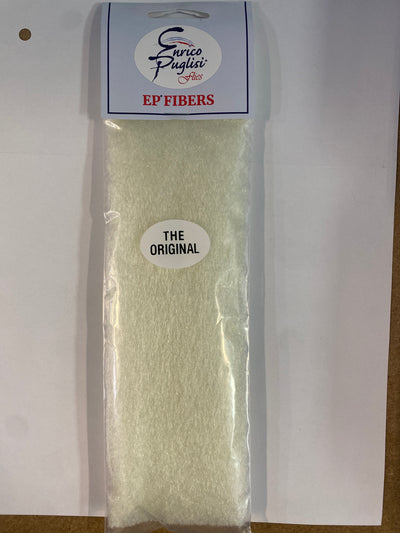 Enrico
Puglisi®
Flies
EP® FIBERS
THE
ORIGINAL